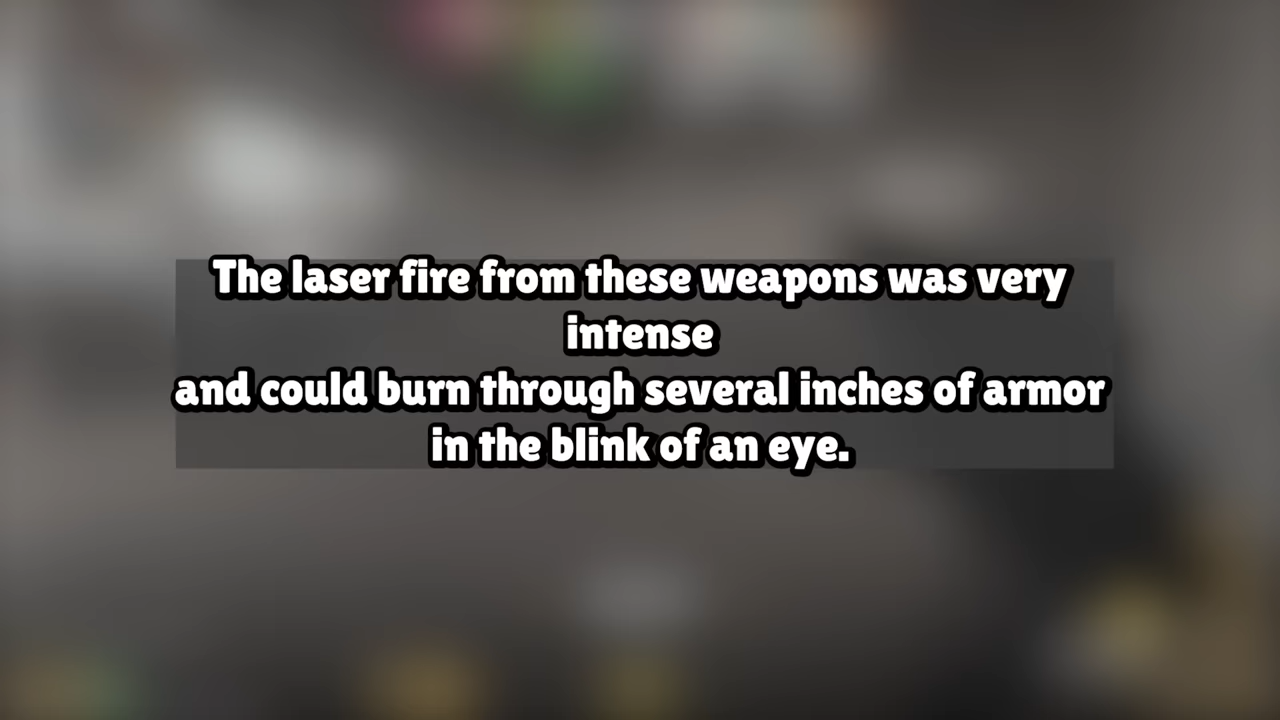 The laser fire from these weapons was very
intense
and could burn through several inches of armor
in the blink of an eye.